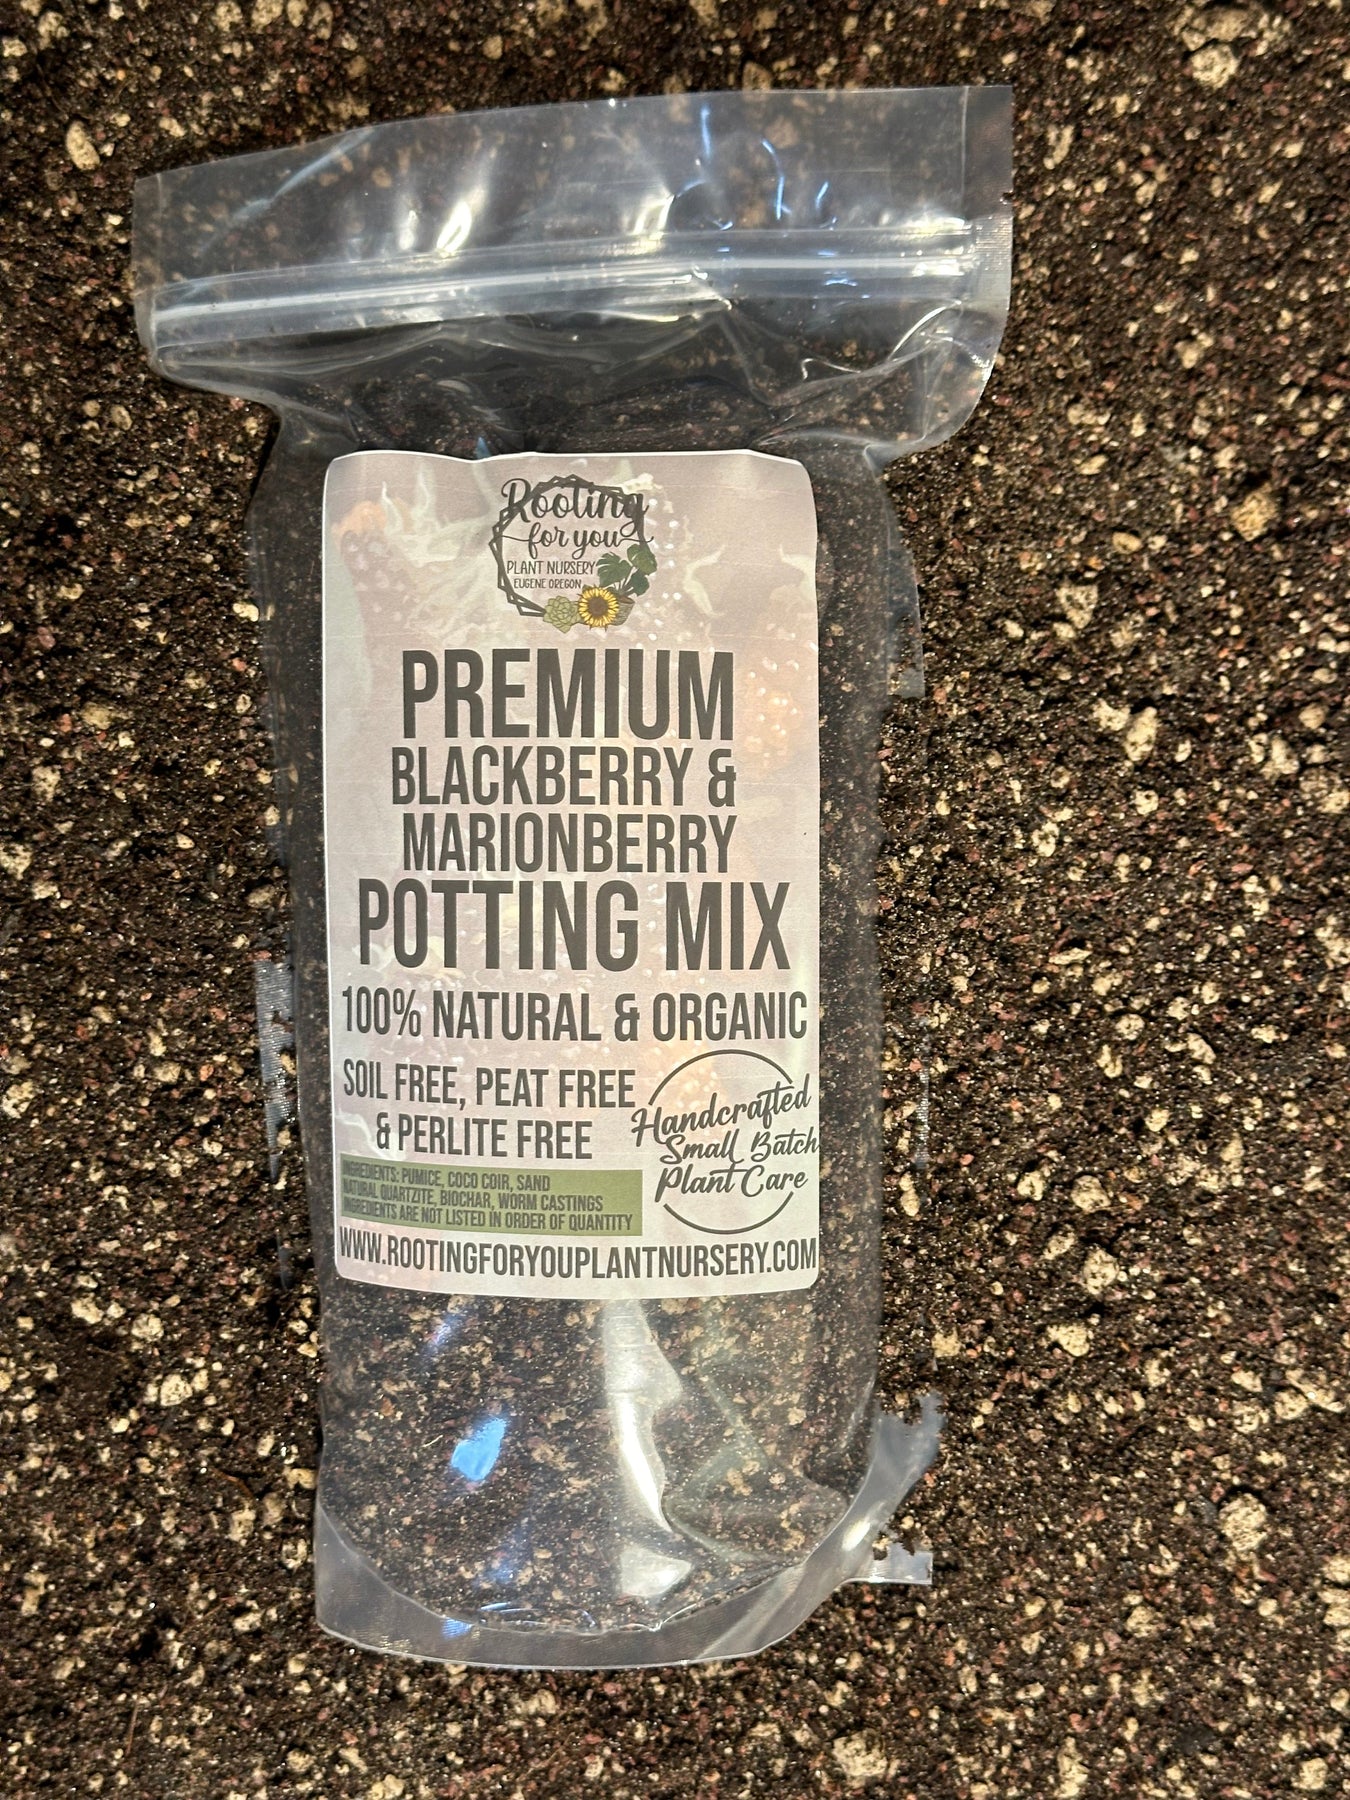 Rooting
for you
PLANT NURSERY
EUGENE OREGON
PREMIUM
BLACKBERRY &
MARIONBERRY
POTTING MIX
100% NATURAL & ORGANIC
SOIL FREE, PEAT FREE
& PERLITE FREE
Handcrafted
Small Batch
Plant Care
INGREDIENTS: PUMICE, COCO COIR, SAND
NATURAL QUARTZITE, BIOCHAR, WORM CASTINGS
INGREDIENTS ARE NOT LISTED IN ORDER OF QUANTITY
WWW.ROOTINGFORYOUPLANTNURSERY.COM